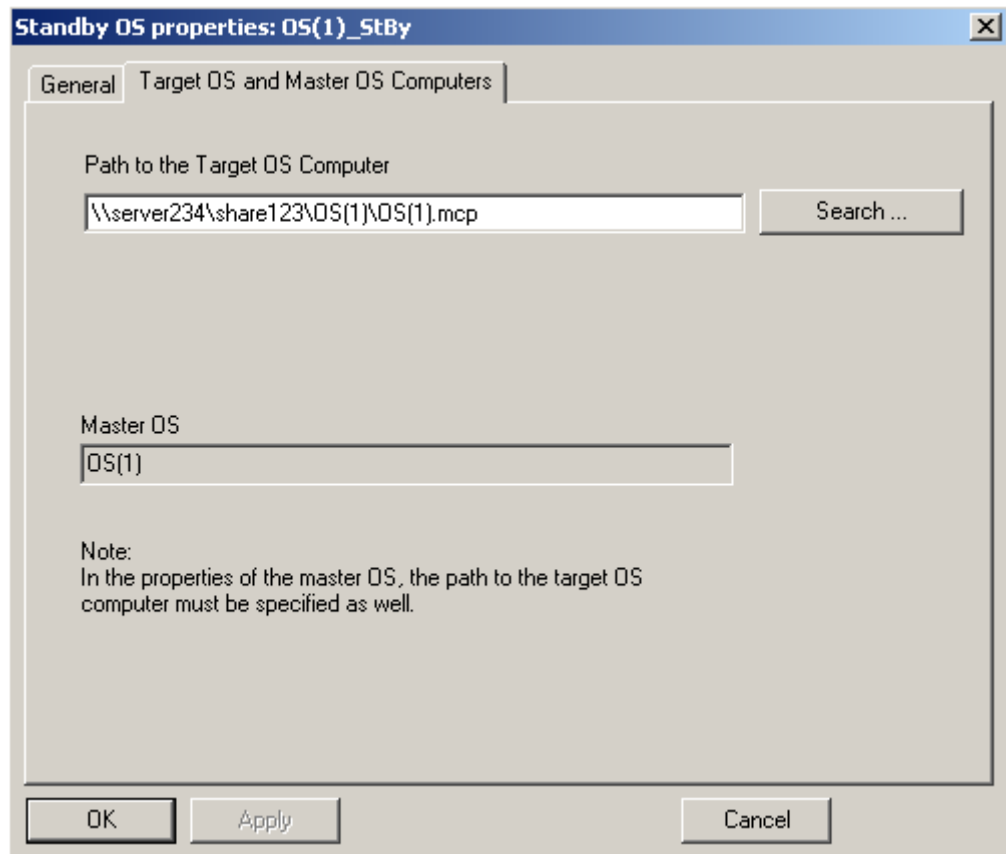 Standby OS properties: OS(1)_StBy
General
Target OS and Master OS Computers
Path to the Target OS Computer
\\server234\share123\OS(1)\OS(1).mcp
Search ...
Master OS
OS(1)
Note:
In the properties of the master OS, the path to the target OS
computer must be specified as well.
OK
Apply
Cancel